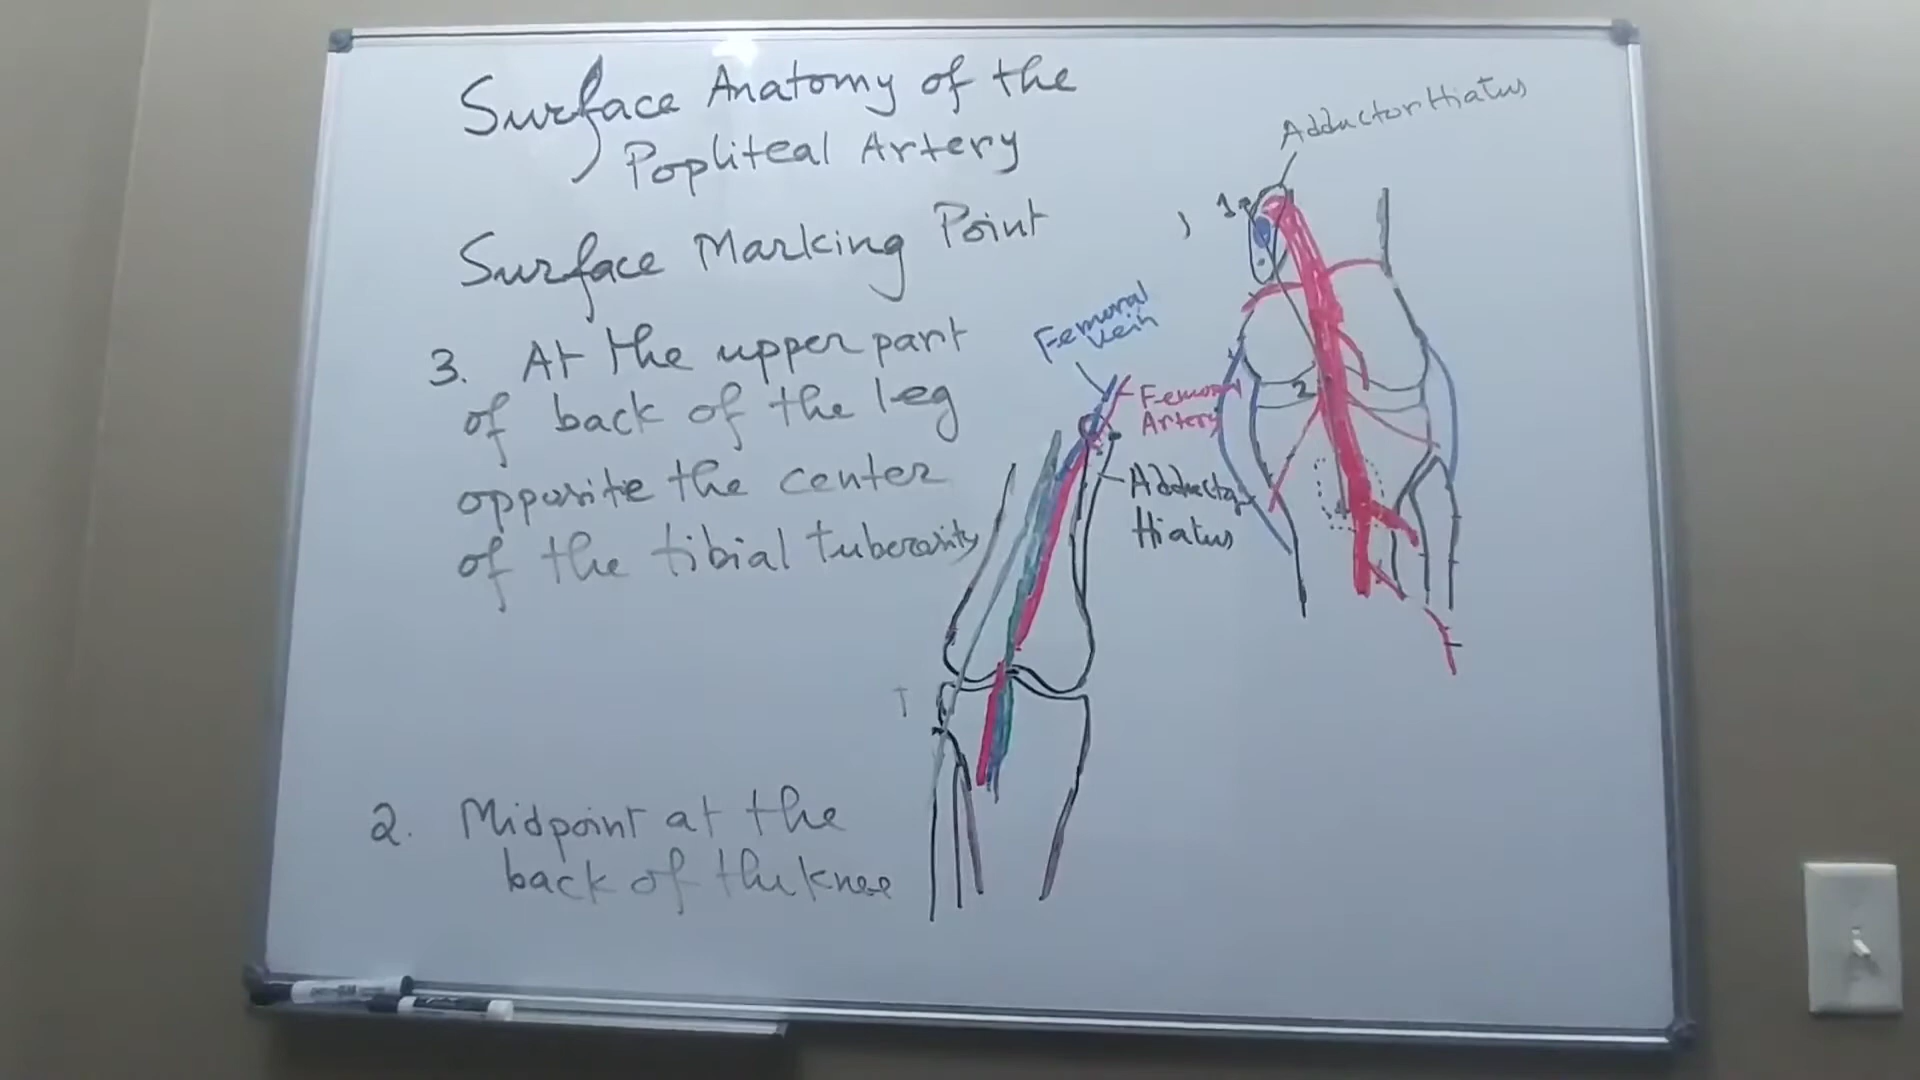 Surface Anatomy of the
Popliteal Artery
Surface Marking Point
3. At the upper part
of back of the leg
opposite the center
of the tibial tuberosity
2. Midpoint at the
back of the knee
T
Femoral
Vein
Femoral
Artery
Adductor
Hiatus
Adductor Hiatus
1
2